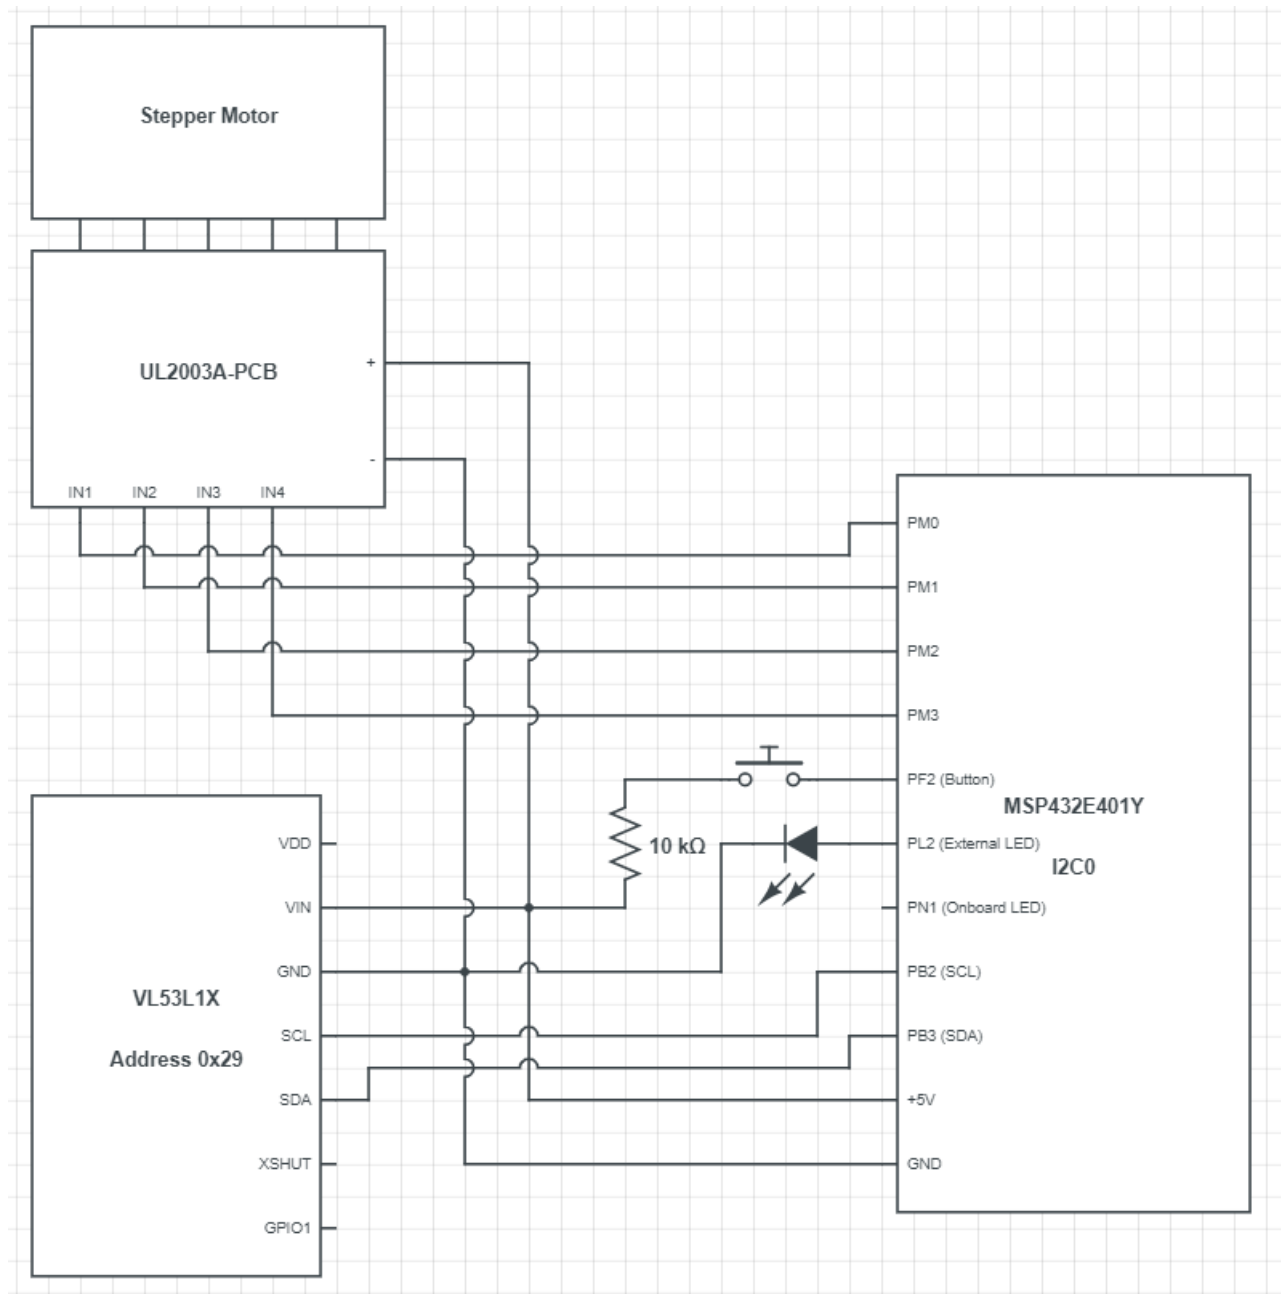 Stepper Motor
UL2003A-PCB
+
-
IN1 IN2 IN3 IN4
PM0
PM1
PM2
PM3
PF2 (Button)
MSP432E401Y
PL2 (External LED)
I2C0
PN1 (Onboard LED)
PB2 (SCL)
PB3 (SDA)
+5V
GND
10 kΩ
VDD
VIN
GND
VL53L1X
SCL
Address 0x29
SDA
XSHUT
GPIO1